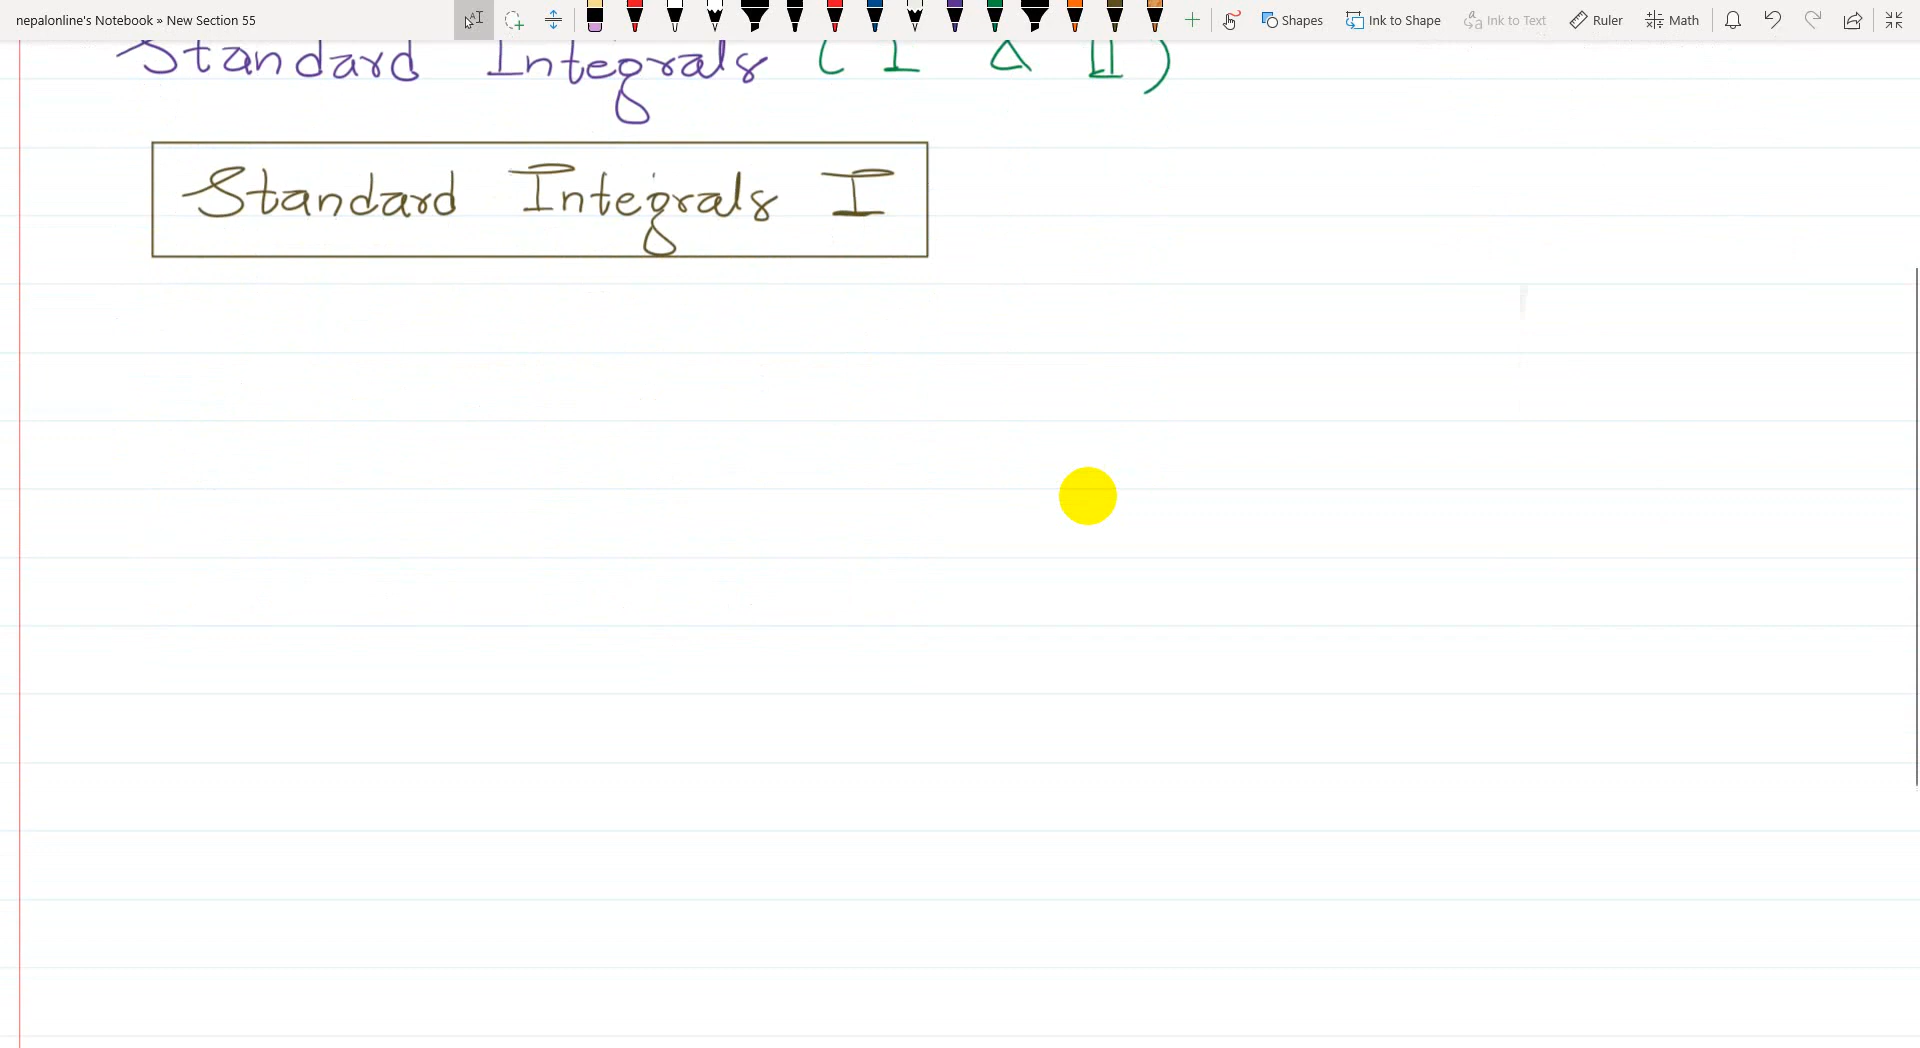 nepalonline's Notebook » New Section 55 Shapes Ink to Shape Ink to Text Ruler Math
Standard Integrals ( I & II )
Standard Integrals I